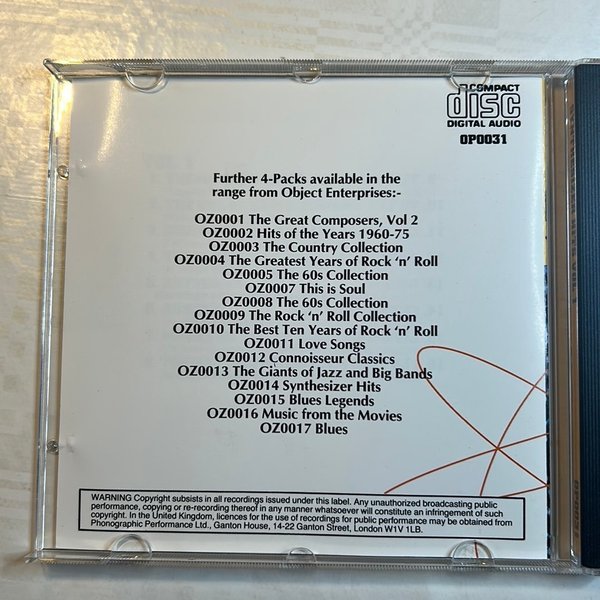 COMPACT
disc
DIGITAL AUDIO
OP0031
Further 4-Packs available in the
range from Object Enterprises:-
OZ0001 The Great Composers, Vol 2
OZ0002 Hits of the Years 1960-75
OZ0003 The Country Collection
OZ0004 The Greatest Years of Rock ‘n’ Roll
OZ0005 The 60s Collection
OZ0007 This is Soul
OZ0008 The 60s Collection
OZ0009 The Rock ‘n’ Roll Collection
OZ0010 The Best Ten Years of Rock ‘n’ Roll
OZ0011 Love Songs
OZ0012 Connoisseur Classics
OZ0013 The Giants of Jazz and Big Bands
OZ0014 Synthesizer Hits
OZ0015 Blues Legends
OZ0016 Music from the Movies
OZ0017 Blues
WARNING Copyright subsists in all recordings issued under this label. Any unauthorized broadcasting public
performance, copying or re-recording thereof in any manner whatsoever will constitute an infringement of such
copyright. In the United Kingdom, licences for the use of recordings for public performance may be obtained from
Phonographic Performance Ltd., Ganton House, 14-22 Ganton Street, London W1V 1LB.